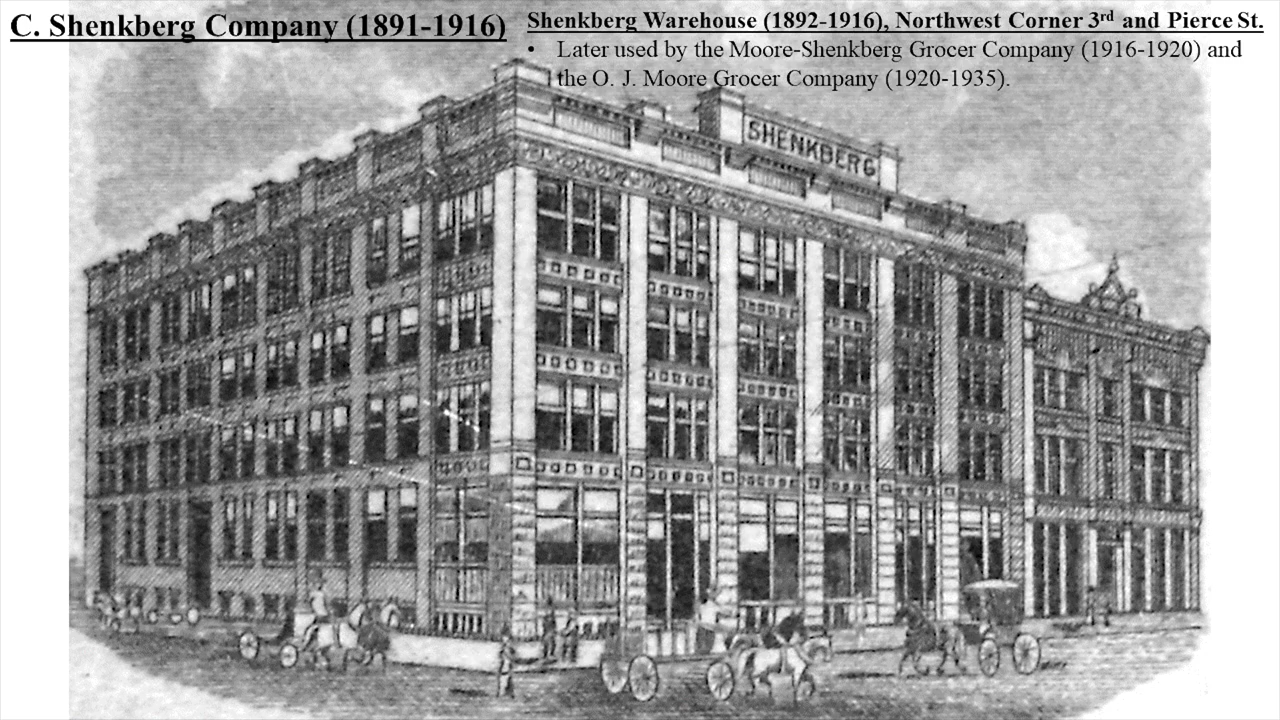 C. Shenkberg Company (1891-1916)
Shenkberg Warehouse (1892-1916), Northwest Corner 3rd and Pierce St.
• Later used by the Moore-Shenkberg Grocer Company (1916-1920) and
the O. J. Moore Grocer Company (1920-1935).
SHENKBERG